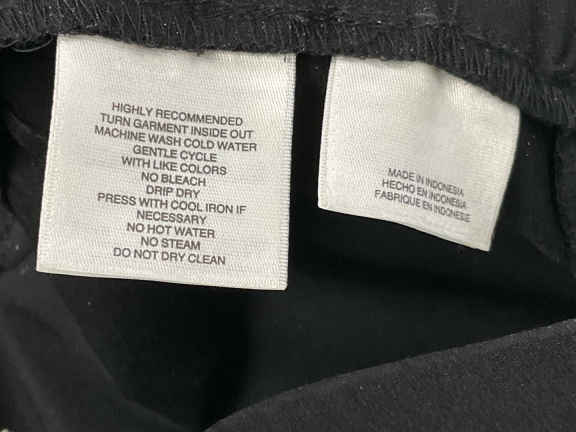 HIGHLY RECOMMENDED
TURN GARMENT INSIDE OUT
MACHINE WASH COLD WATER
GENTLE CYCLE
WITH LIKE COLORS
NO BLEACH
DRIP DRY
PRESS WITH COOL IRON IF
NECESSARY
NO HOT WATER
NO STEAM
DO NOT DRY CLEAN
MADE IN INDONESIA
HECHO EN INDONESIA
FABRIQUE EN INDONESIE